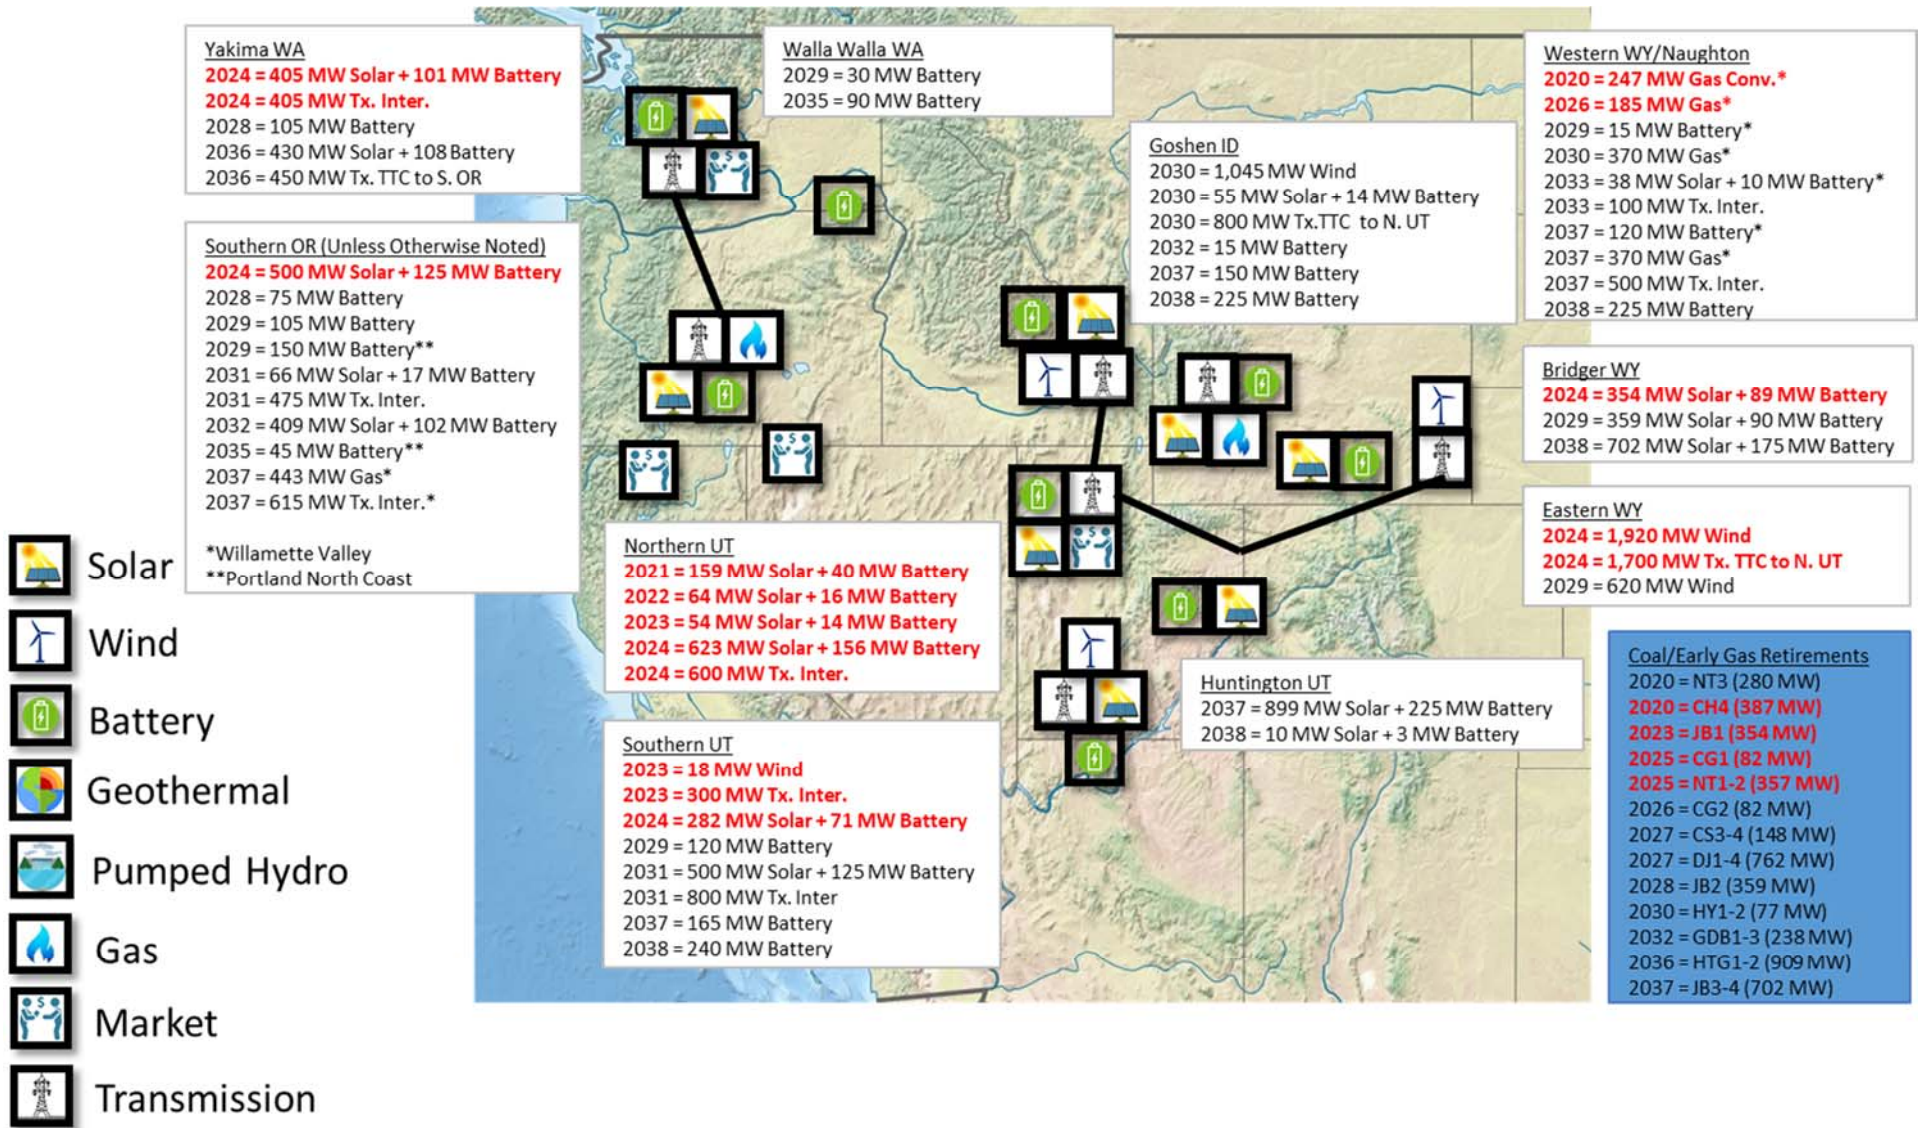 Yakima WA
2024 = 405 MW Solar + 101 MW Battery
2024 = 405 MW Tx. Inter.
2028 = 105 MW Battery
2036 = 430 MW Solar + 108 Battery
2036 = 450 MW Tx. TTC to S. OR
Walla Walla WA
2029 = 30 MW Battery
2035 = 90 MW Battery
Western WY/Naughton
2020 = 247 MW Gas Conv.*
2026 = 185 MW Gas*
2029 = 15 MW Battery*
2030 = 370 MW Gas*
2033 = 38 MW Solar + 10 MW Battery*
2033 = 100 MW Tx. Inter.
2037 = 120 MW Battery*
2037 = 370 MW Gas*
2037 = 500 MW Tx. Inter.
2038 = 225 MW Battery
Goshen ID
2030 = 1,045 MW Wind
2030 = 55 MW Solar + 14 MW Battery
2030 = 800 MW Tx.TTC to N. UT
2032 = 15 MW Battery
2037 = 150 MW Battery
2038 = 225 MW Battery
Southern OR (Unless Otherwise Noted)
2024 = 500 MW Solar + 125 MW Battery
2028 = 75 MW Battery
2029 = 105 MW Battery
2029 = 150 MW Battery**
2031 = 66 MW Solar + 17 MW Battery
2031 = 475 MW Tx. Inter.
2032 = 409 MW Solar + 102 MW Battery
2035 = 45 MW Battery**
2037 = 443 MW Gas*
2037 = 615 MW Tx. Inter.*
*Willamette Valley
**Portland North Coast
Bridger WY
2024 = 354 MW Solar + 89 MW Battery
2029 = 359 MW Solar + 90 MW Battery
2038 = 702 MW Solar + 175 MW Battery
Eastern WY
2024 = 1,920 MW Wind
2024 = 1,700 MW Tx. TTC to N. UT
2029 = 620 MW Wind
Northern UT
2021 = 159 MW Solar + 40 MW Battery
2022 = 64 MW Solar + 16 MW Battery
2023 = 54 MW Solar + 14 MW Battery
2024 = 623 MW Solar + 156 MW Battery
2024 = 600 MW Tx. Inter.
Southern UT
2023 = 18 MW Wind
2023 = 300 MW Tx. Inter.
2024 = 282 MW Solar + 71 MW Battery
2029 = 120 MW Battery
2031 = 500 MW Solar + 125 MW Battery
2031 = 800 MW Tx. Inter
2037 = 165 MW Battery
2038 = 240 MW Battery
Huntington UT
2037 = 899 MW Solar + 225 MW Battery
2038 = 10 MW Solar + 3 MW Battery
Coal/Early Gas Retirements
2020 = NT3 (280 MW)
2020 = CH4 (387 MW)
2023 = JB1 (354 MW)
2025 = CG1 (82 MW)
2025 = NT1-2 (357 MW)
2026 = CG2 (82 MW)
2027 = CS3-4 (148 MW)
2027 = DJ1-4 (762 MW)
2028 = JB2 (359 MW)
2030 = HY1-2 (77 MW)
2032 = GDB1-3 (238 MW)
2036 = HTG1-2 (909 MW)
2037 = JB3-4 (702 MW)
Solar
Wind
Battery
Geothermal
Pumped Hydro
Gas
Market
Transmission